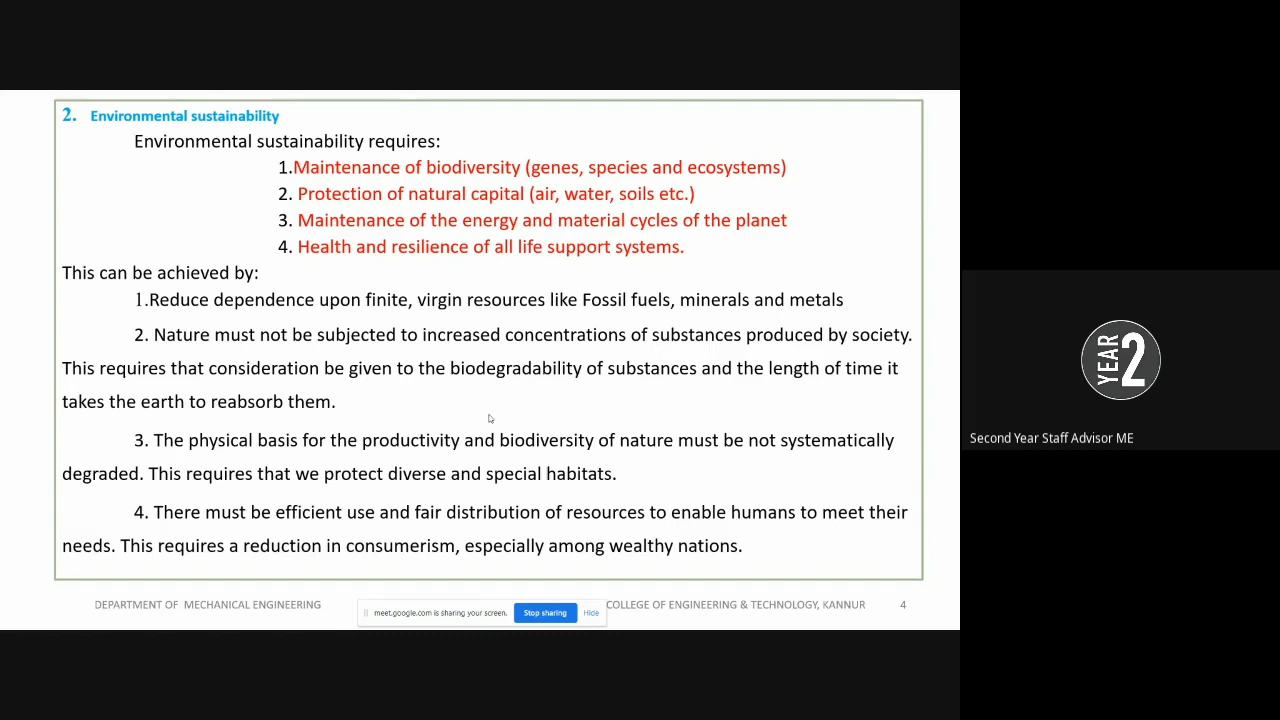 2. Environmental sustainability
Environmental sustainability requires:
1.Maintenance of biodiversity (genes, species and ecosystems)
2. Protection of natural capital (air, water, soils etc.)
3. Maintenance of the energy and material cycles of the planet
4. Health and resilience of all life support systems.
This can be achieved by:
1.Reduce dependence upon finite, virgin resources like Fossil fuels, minerals and metals
2. Nature must not be subjected to increased concentrations of substances produced by society.
This requires that consideration be given to the biodegradability of substances and the length of time it
takes the earth to reabsorb them.
3. The physical basis for the productivity and biodiversity of nature must be not systematically
degraded. This requires that we protect diverse and special habitats.
4. There must be efficient use and fair distribution of resources to enable humans to meet their
needs. This requires a reduction in consumerism, especially among wealthy nations.
DEPARTMENT OF MECHANICAL ENGINEERING
meet.google.com is sharing your screen. Stop sharing Hide
COLLEGE OF ENGINEERING & TECHNOLOGY, KANNUR 4
YEAR 2
Second Year Staff Advisor ME